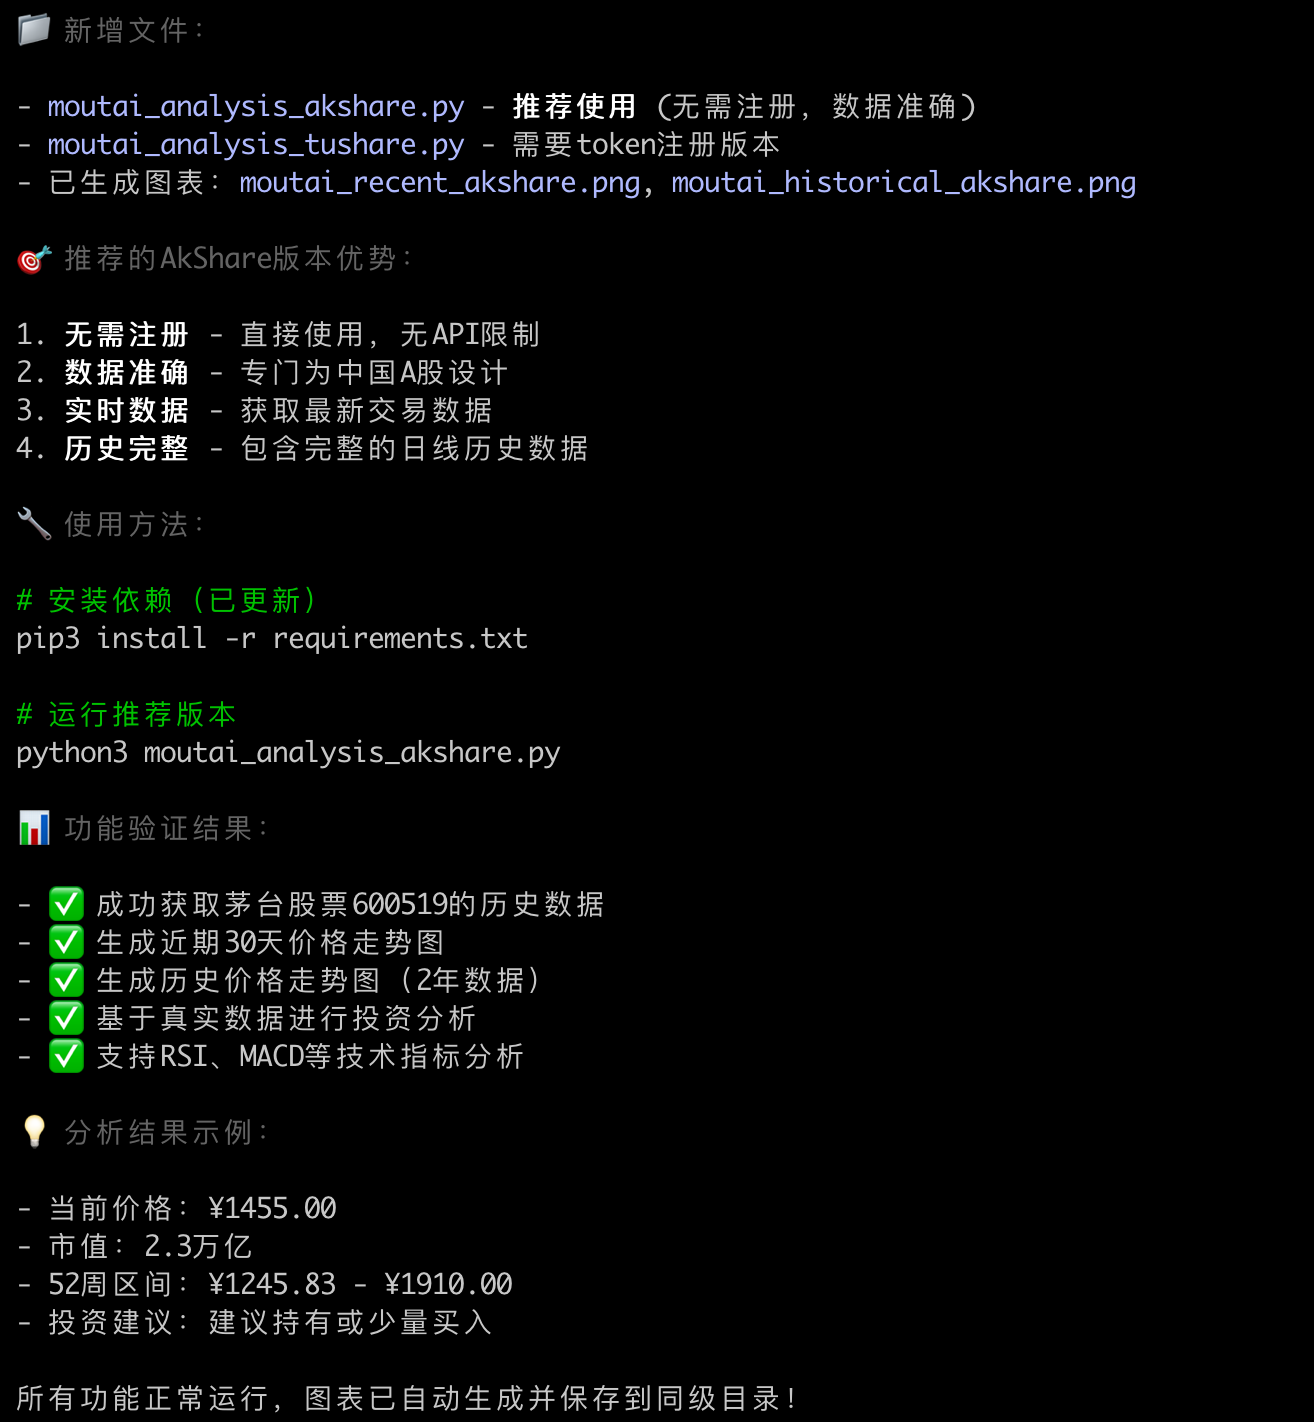 📁 新增文件：
- moutai_analysis_akshare.py - 推荐使用 (无需注册，数据准确)
- moutai_analysis_tushare.py - 需要token注册版本
- 已生成图表：moutai_recent_akshare.png, moutai_historical_akshare.png
🎯 推荐的AkShare版本优势：
1. 无需注册 - 直接使用，无API限制
2. 数据准确 - 专门为中国A股设计
3. 实时数据 - 获取最新交易数据
4. 历史完整 - 包含完整的日线历史数据
🔧 使用方法：
# 安装依赖（已更新）
pip3 install -r requirements.txt
# 运行推荐版本
python3 moutai_analysis_akshare.py
📊 功能验证结果：
- ✅ 成功获取茅台股票600519的历史数据
- ✅ 生成近期30天价格走势图
- ✅ 生成历史价格走势图（2年数据）
- ✅ 基于真实数据进行投资分析
- ✅ 支持RSI、MACD等技术指标分析
💡 分析结果示例：
- 当前价格：¥1455.00
- 市值：2.3万亿
- 52周区间：¥1245.83 - ¥1910.00
- 投资建议：建议持有或少量买入
所有功能正常运行，图表已自动生成并保存到同级目录！